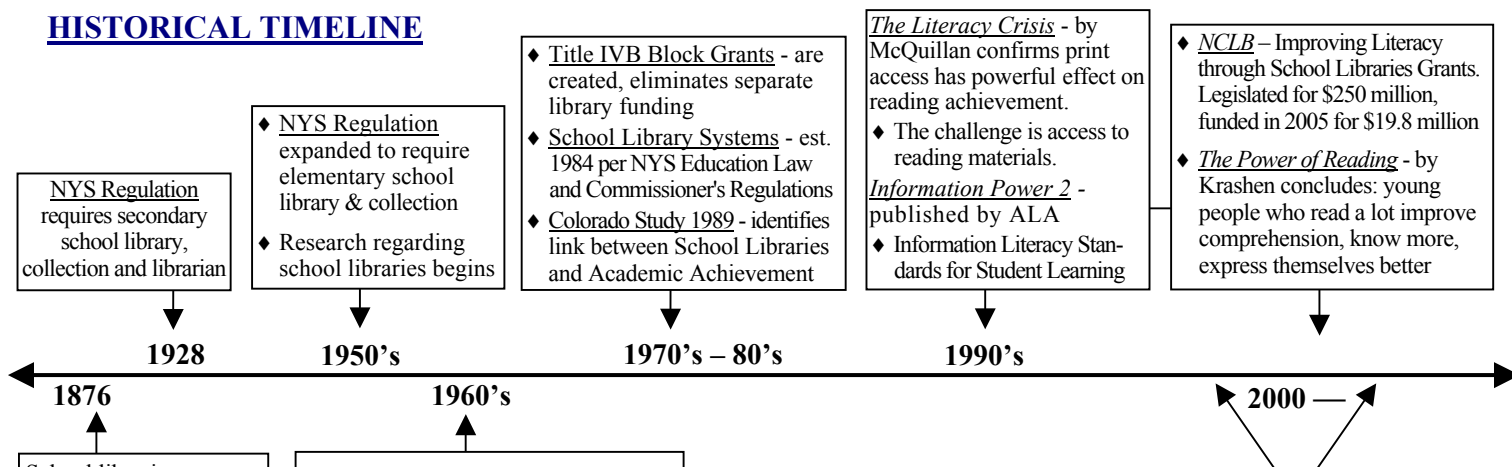 HISTORICAL TIMELINE
NYS Regulation
requires secondary
school library,
collection and librarian
♦ NYS Regulation
expanded to require
elementary school
library & collection
♦ Research regarding
school libraries begins
♦ Title IVB Block Grants - are
created, eliminates separate
library funding
♦ School Library Systems - est.
1984 per NYS Education Law
and Commissioner's Regulations
♦ Colorado Study 1989 - identifies
link between School Libraries
and Academic Achievement
The Literacy Crisis - by
McQuillan confirms print
access has powerful effect on
reading achievement.
♦ The challenge is access to
reading materials.
Information Power 2 -
published by ALA
♦ Information Literacy Stan-
dards for Student Learning
♦ NCLB – Improving Literacy
through School Libraries Grants.
Legislated for $250 million,
funded in 2005 for $19.8 million
♦ The Power of Reading - by
Krashen concludes: young
people who read a lot improve
comprehension, know more,
express themselves better
1928
1950's
1970's – 80's
1990's
1876
1960's
2000 —